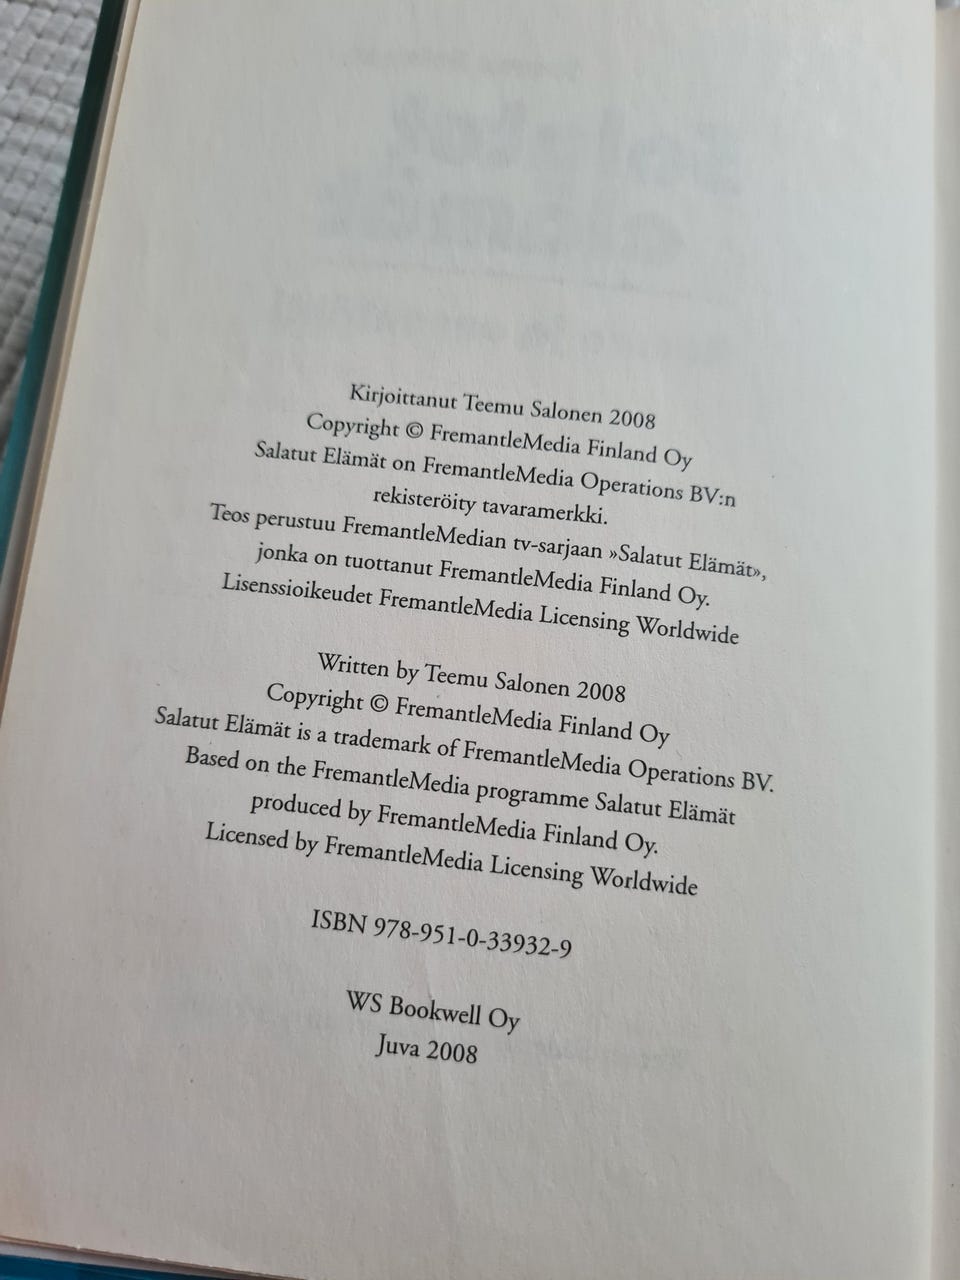 Kirjoittanut Teemu Salonen 2008
Copyright © FremantleMedia Finland Oy
Salatut Elämät on FremantleMedia Operations BV:n
rekisteröity tavaramerkki.
Teos perustuu FremantleMedian tv-sarjaan »Salatut Elämät»,
jonka on tuottanut FremantleMedia Finland Oy.
Lisenssioikeudet FremantleMedia Licensing Worldwide
Written by Teemu Salonen 2008
Copyright © FremantleMedia Finland Oy
Salatut Elämät is a trademark of FremantleMedia Operations BV.
Based on the FremantleMedia programme Salatut Elämät
produced by FremantleMedia Finland Oy.
Licensed by FremantleMedia Licensing Worldwide
ISBN 978-951-0-33932-9
WS Bookwell Oy
Juva 2008